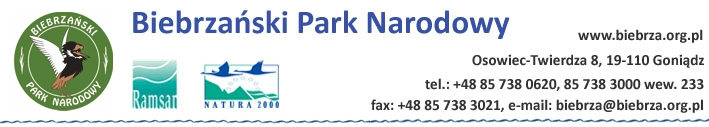 BIEBRZAŃSKI
PARK NARODOWY
Biebrzański Park Narodowy
Ramsar
NATURA 2000
www.biebrza.org.pl
Osowiec-Twierdza 8, 19-110 Goniądz
tel.: +48 85 738 0620, 85 738 3000 wew. 233
fax: +48 85 738 3021, e-mail: biebrza@biebrza.org.pl